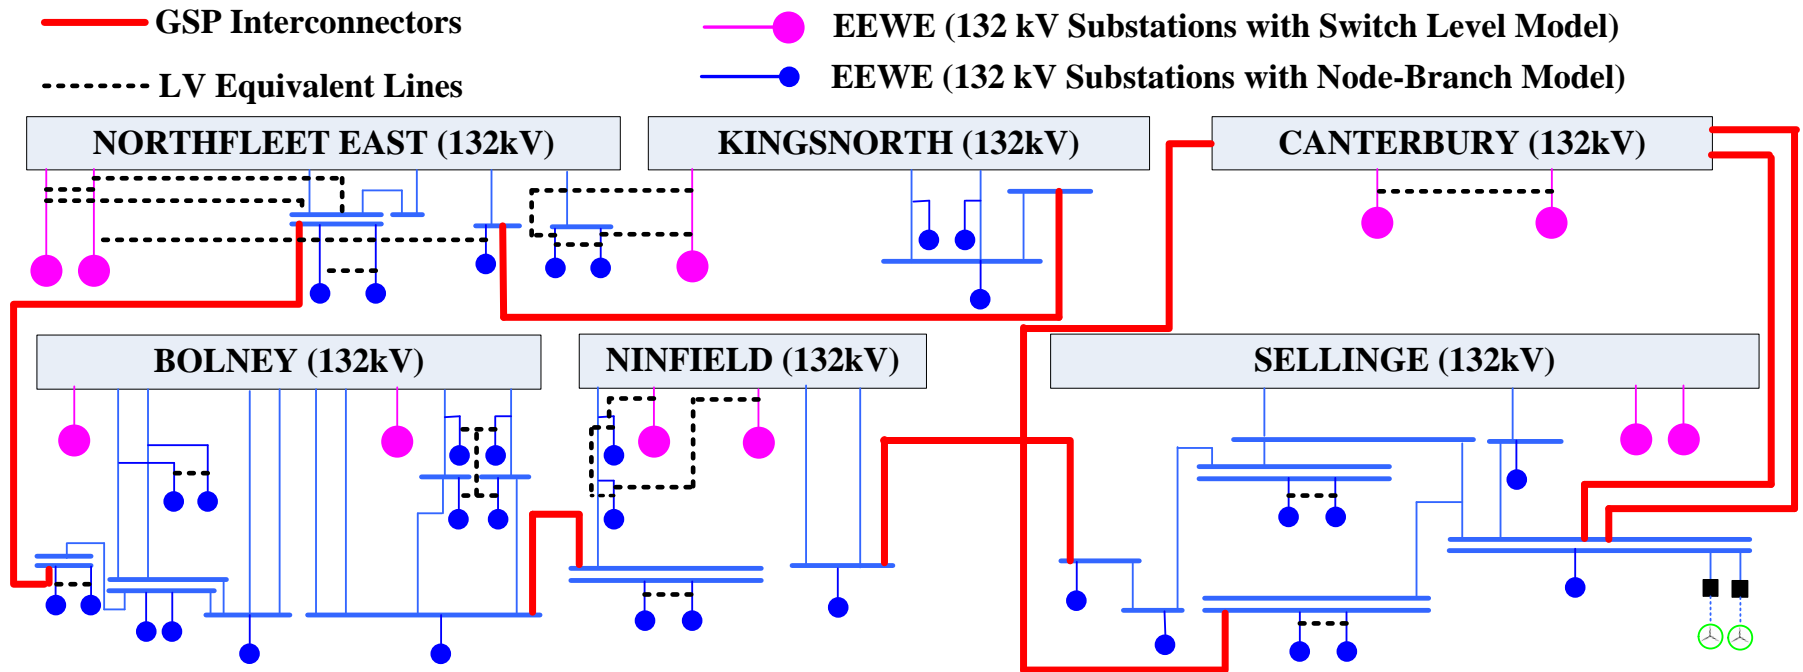 GSP Interconnectors
EEWE (132 kV Substations with Switch Level Model)
LV Equivalent Lines
EEWE (132 kV Substations with Node-Branch Model)
NORTHFLEET EAST (132kV)
KINGSNORTH (132kV)
CANTERBURY (132kV)
BOLNEY (132kV)
NINFIELD (132kV)
SELLINGE (132kV)